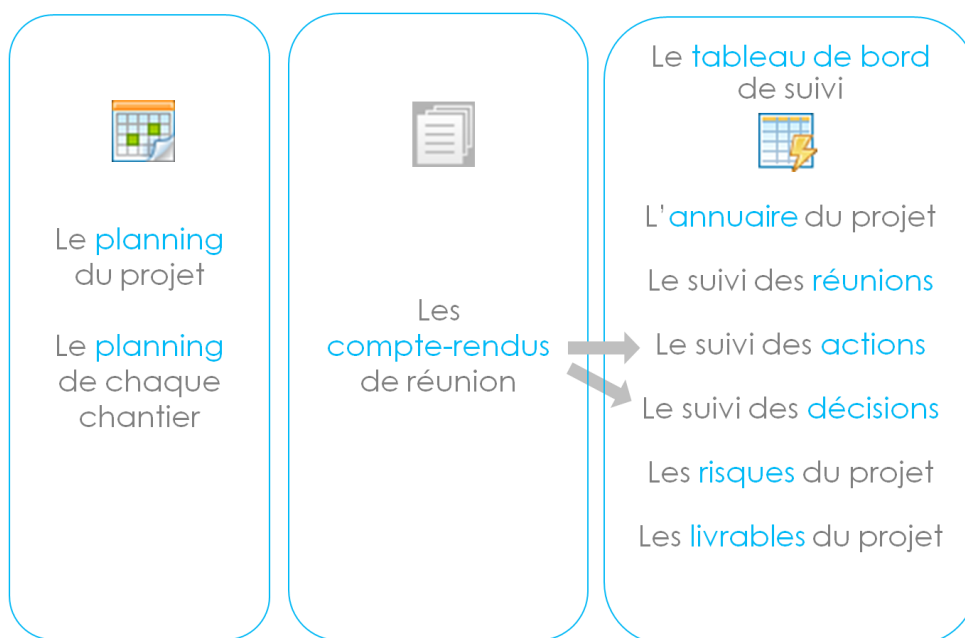 Le planning
du projet
Le planning
de chaque
chantier
Les
compte-rendus
de réunion
Le tableau de bord
de suivi
L'annuaire du projet
Le suivi des réunions
Le suivi des actions
Le suivi des décisions
Les risques du projet
Les livrables du projet